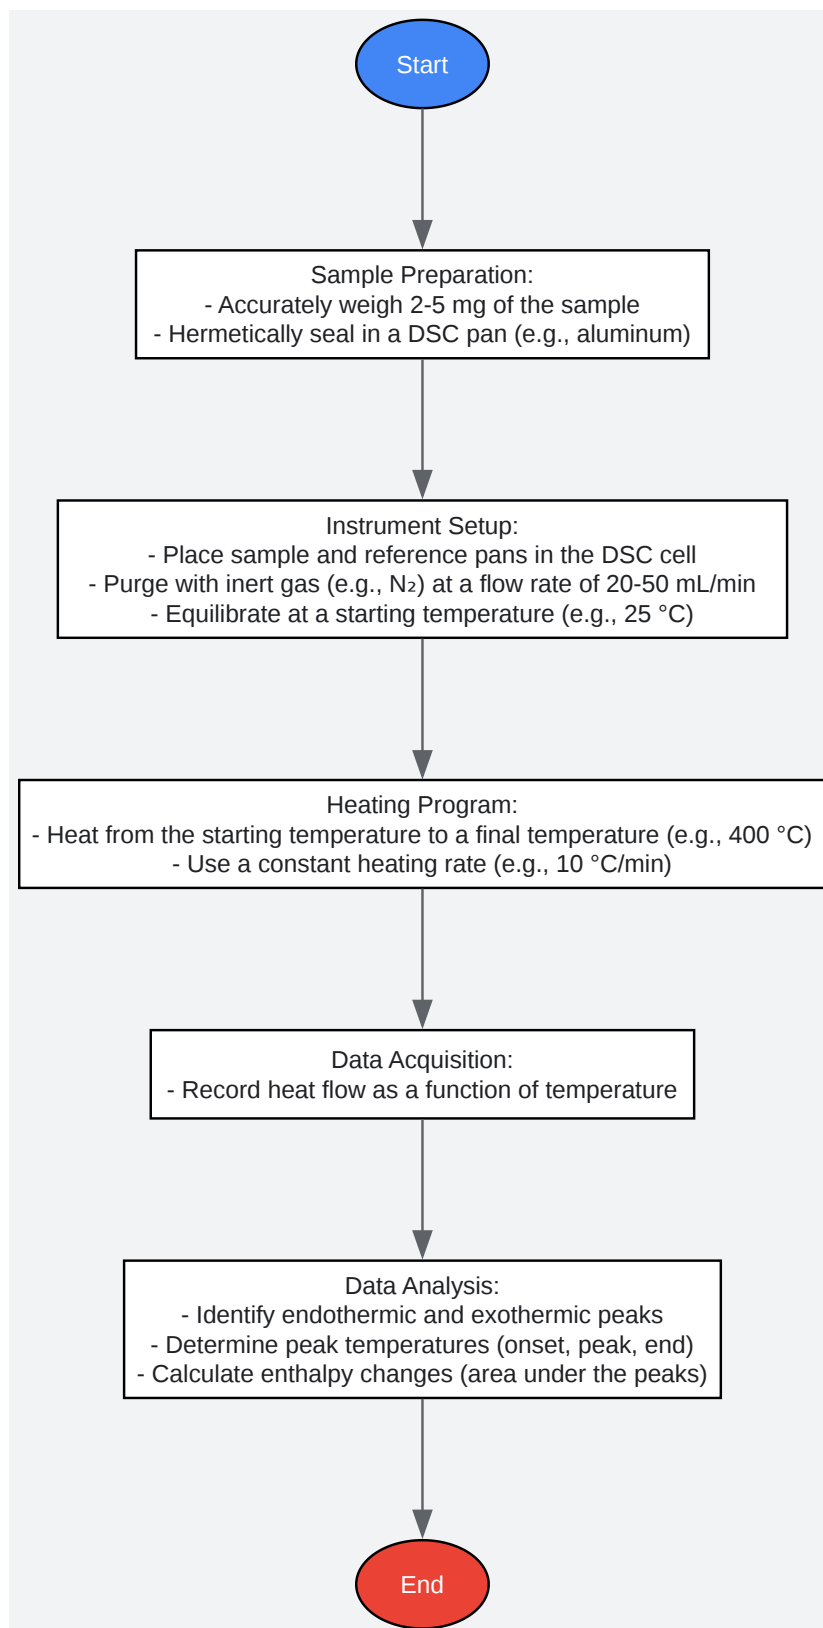 Start
Sample Preparation:
- Accurately weigh 2-5 mg of the sample
- Hermetically seal in a DSC pan (e.g., aluminum)
Instrument Setup:
- Place sample and reference pans in the DSC cell
- Purge with inert gas (e.g., N₂) at a flow rate of 20-50 mL/min
- Equilibrate at a starting temperature (e.g., 25 °C)
Heating Program:
- Heat from the starting temperature to a final temperature (e.g., 400 °C)
- Use a constant heating rate (e.g., 10 °C/min)
Data Acquisition:
- Record heat flow as a function of temperature
Data Analysis:
- Identify endothermic and exothermic peaks
- Determine peak temperatures (onset, peak, end)
- Calculate enthalpy changes (area under the peaks)
End